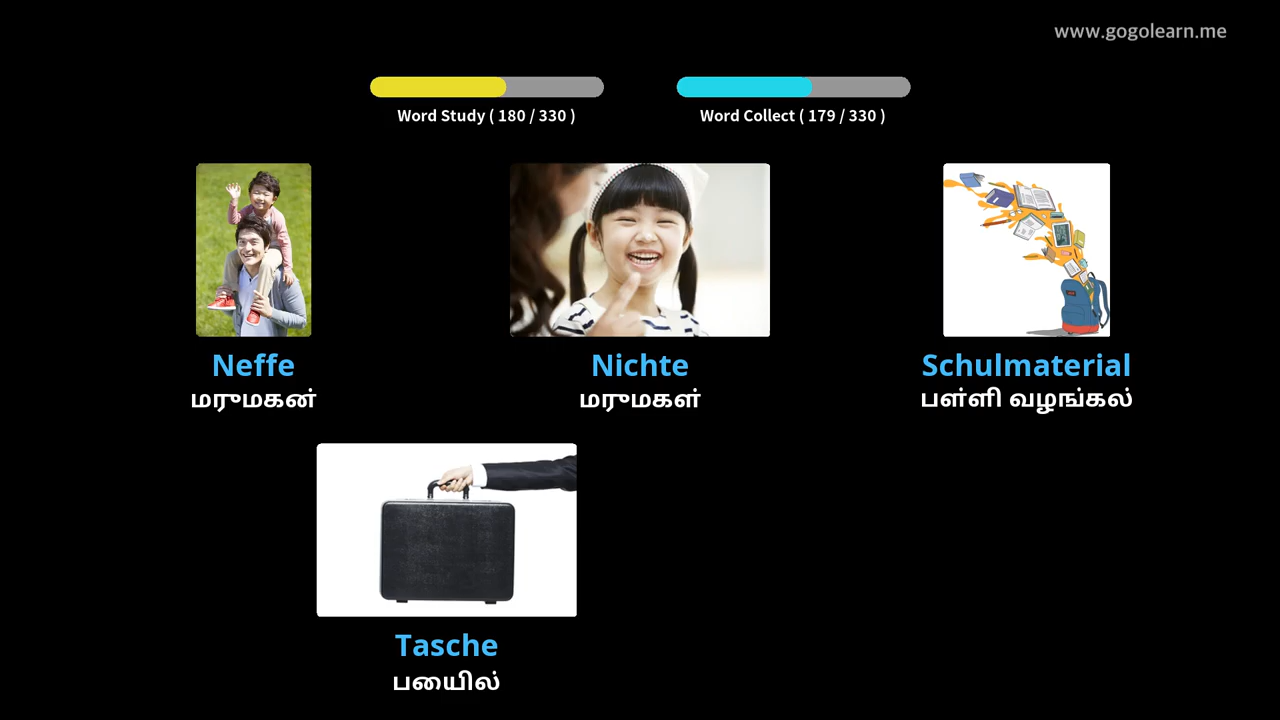 www.gogolearn.me
Word Study ( 180 / 330 )
Word Collect ( 179 / 330 )
Neffe
மருமகன்
Nichte
மருமகள்
Schulmaterial
பள்ளி வழங்கல்
Tasche
பையில்